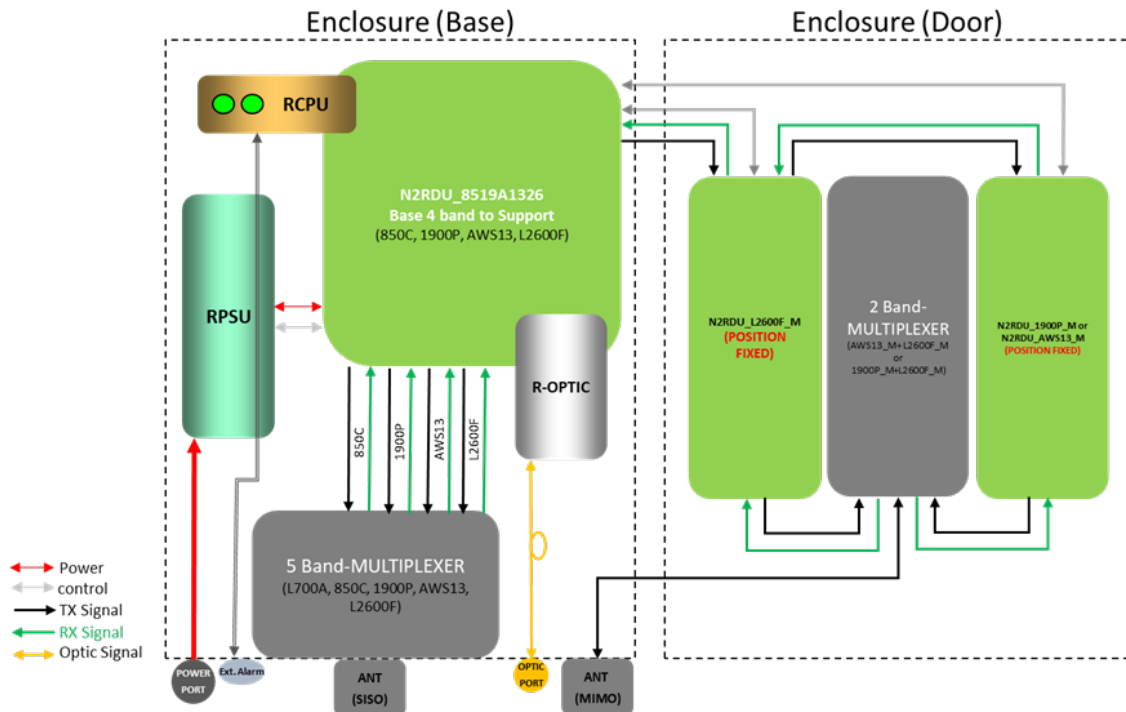 Enclosure (Base)
Enclosure (Door)
RCPU
N2RDU_8519A1326
Base 4 band to Support
(850C, 1900P, AWS13, L2600F)
RPSU
R-OPTIC
850C
1900P
AWS13
L2600F
5 Band-MULTIPLEXER
(L700A, 850C, 1900P, AWS13,
L2600F)
N2RDU_L2600F_M
(POSITION
FIXED)
2 Band-
MULTIPLEXER
(AWS13_M+L2600F_M
or
1900P_M+L2600F_M)
N2RDU_1900P_M or
N2RDU_AWS13_M
(POSITION FIXED)
Power
control
TX Signal
RX Signal
Optic Signal
POWER
PORT
Ext. Alarm
ANT
(SISO)
OPTIC
PORT
ANT
(MIMO)